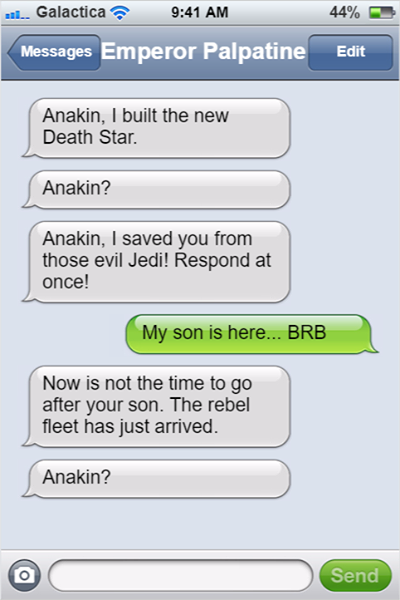 Galactica 9:41 AM 44%
Messages Emperor Palpatine Edit
Anakin, I built the new
Death Star.
Anakin?
Anakin, I saved you from
those evil Jedi! Respond at
once!
My son is here... BRB
Now is not the time to go
after your son. The rebel
fleet has just arrived.
Anakin?
Send